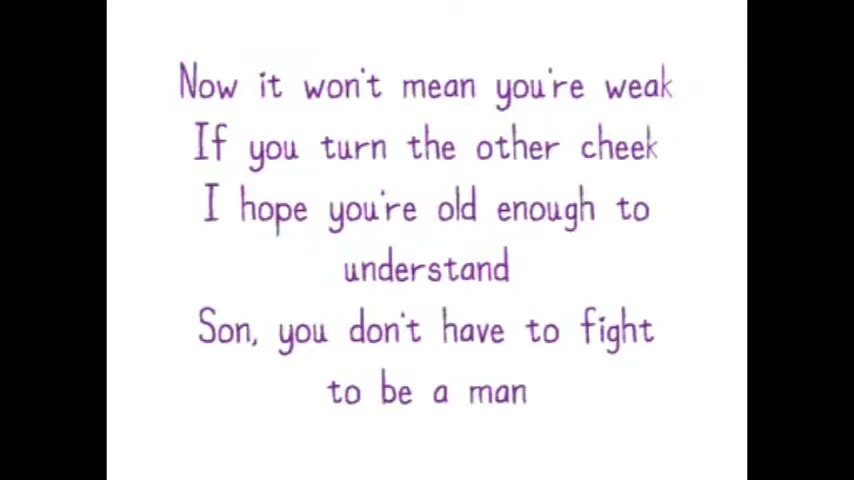 Now it won't mean you're weak
If you turn the other cheek
I hope you're old enough to
understand
Son, you don't have to fight
to be a man